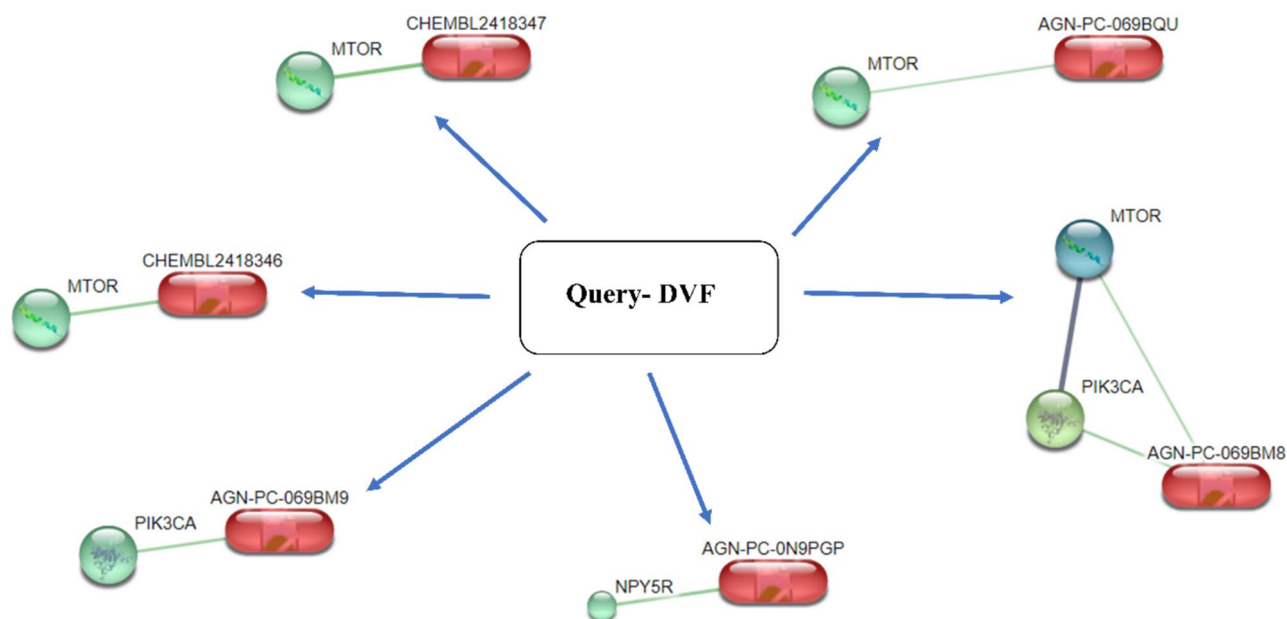 CHEMBL2418347
MTOR
AGN-PC-069BQU
MTOR
MTOR
CHEMBL2418346
MTOR
Query- DVF
PIK3CA
AGN-PC-069BM8
AGN-PC-069BM9
PIK3CA
AGN-PC-0N9PGP
NPY5R